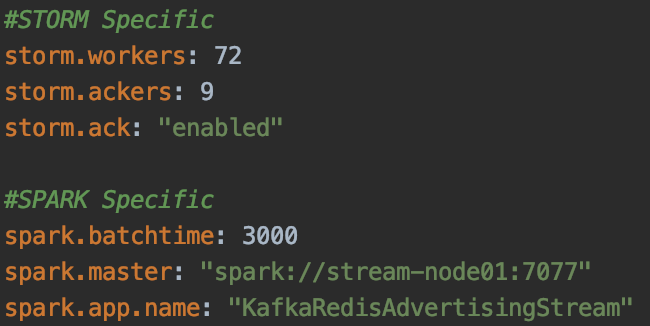 #STORM Specific
storm.workers: 72
storm.ackers: 9
storm.ack: "enabled"
#SPARK Specific
spark.batchtime: 3000
spark.master: "spark://stream-node01:7077"
spark.app.name: "KafkaRedisAdvertisingStream"